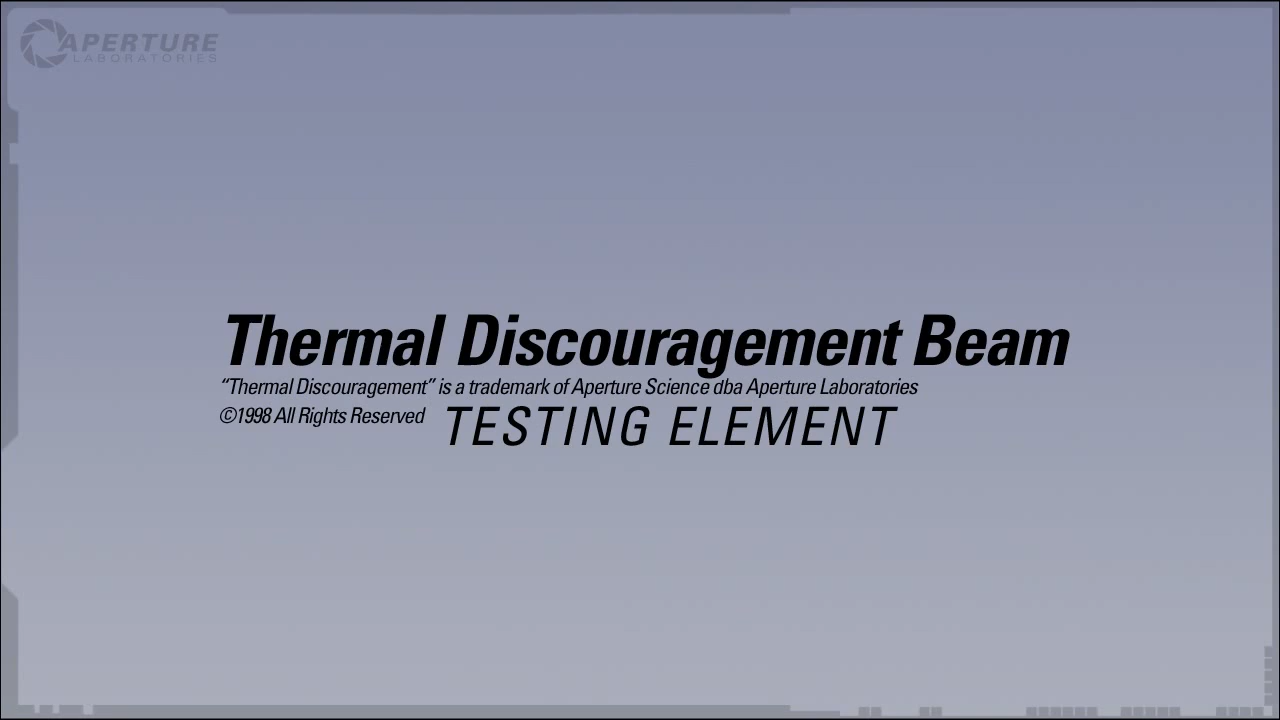 APERTURE
LABORATORIES
Thermal Discouragement Beam
“Thermal Discouragement” is a trademark of Aperture Science dba Aperture Laboratories
©1998 All Rights Reserved TESTING ELEMENT